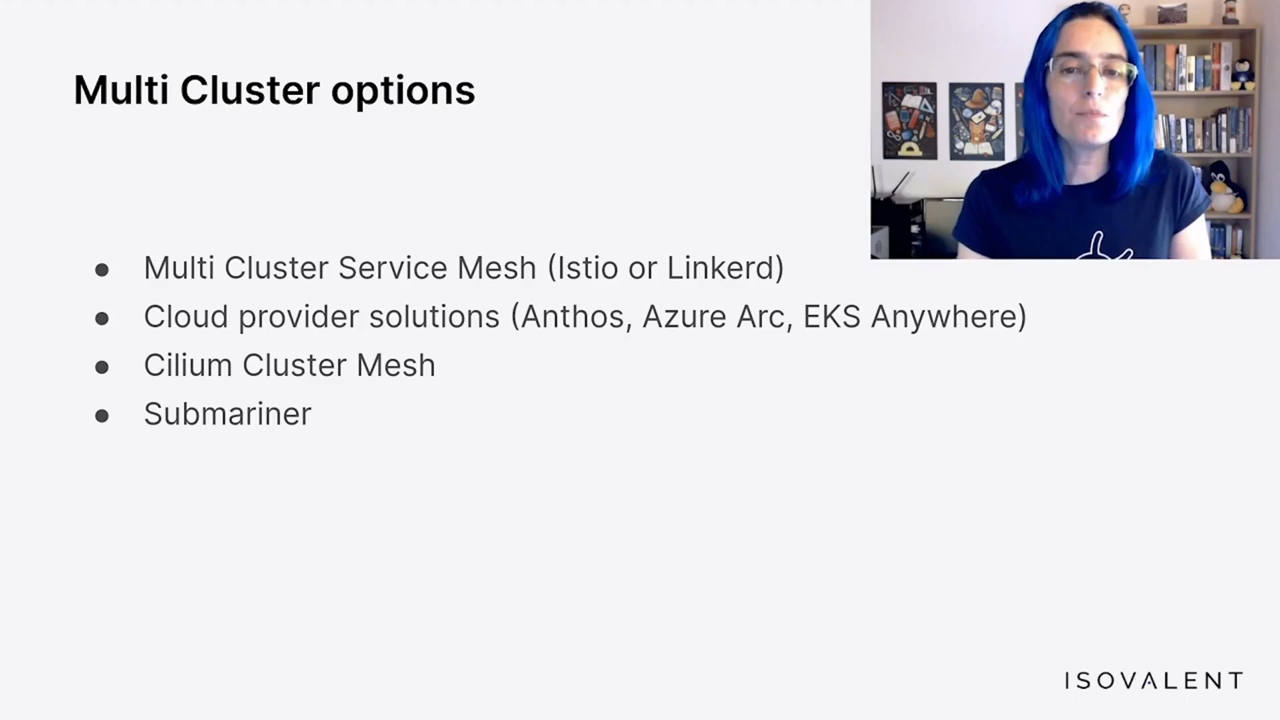 Multi Cluster options
● Multi Cluster Service Mesh (Istio or Linkerd)
● Cloud provider solutions (Anthos, Azure Arc, EKS Anywhere)
● Cilium Cluster Mesh
● Submariner
ISOVALENT